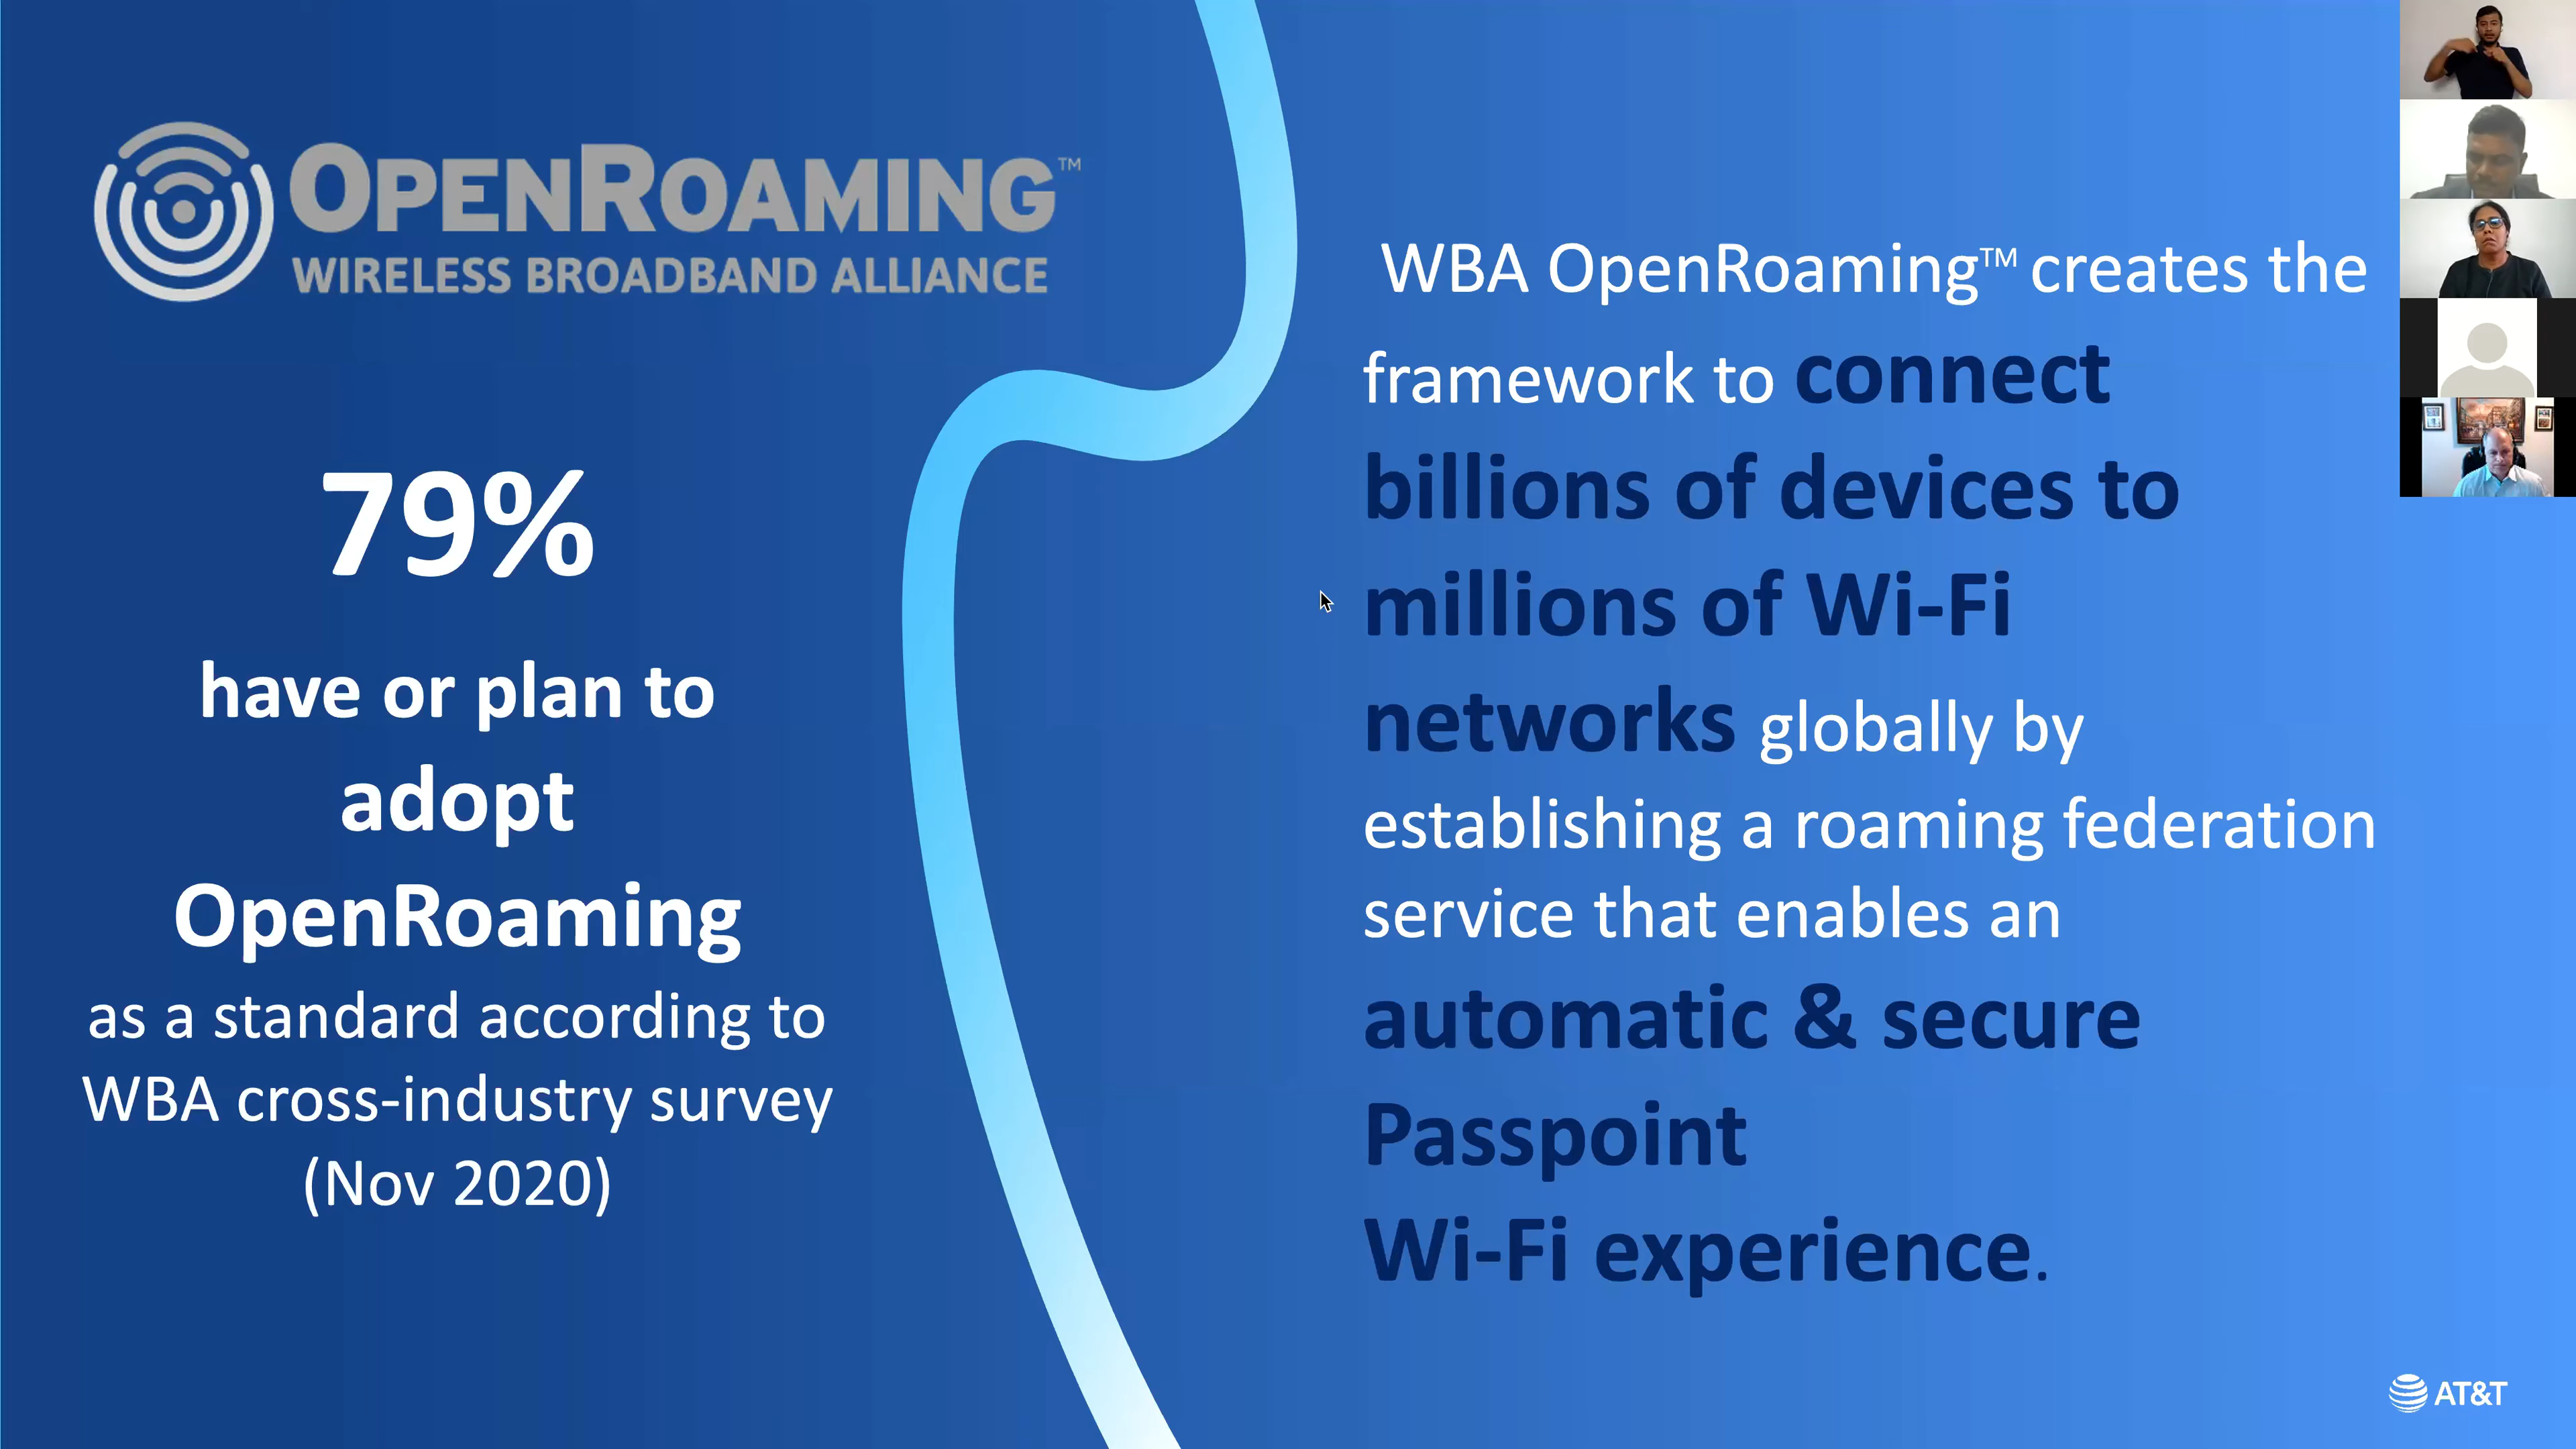 OPENROAMING™
WIRELESS BROADBAND ALLIANCE
79%
have or plan to
adopt
OpenRoaming
as a standard according to
WBA cross-industry survey
(Nov 2020)
WBA OpenRoaming™ creates the
framework to connect
billions of devices to
millions of Wi-Fi
networks globally by
establishing a roaming federation
service that enables an
automatic & secure
Passpoint
Wi-Fi experience.
AT&T